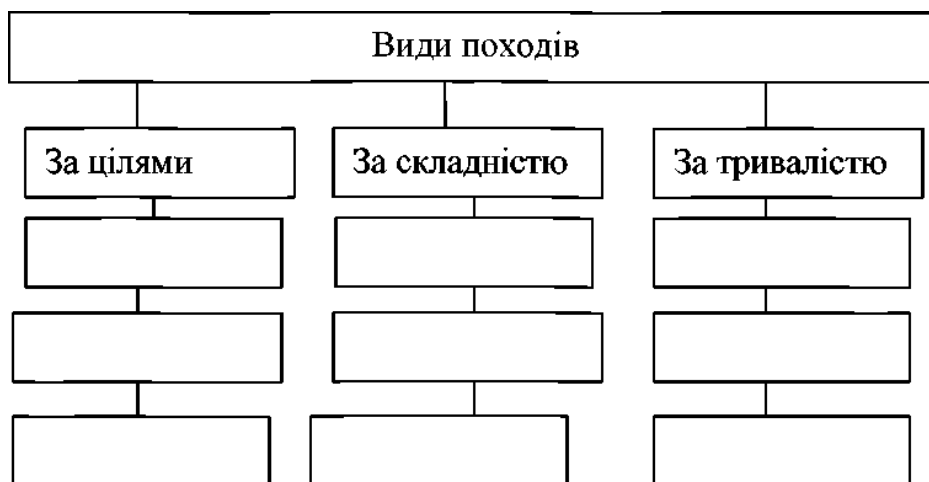 Види походів
За цілями
За складністю
За тривалістю